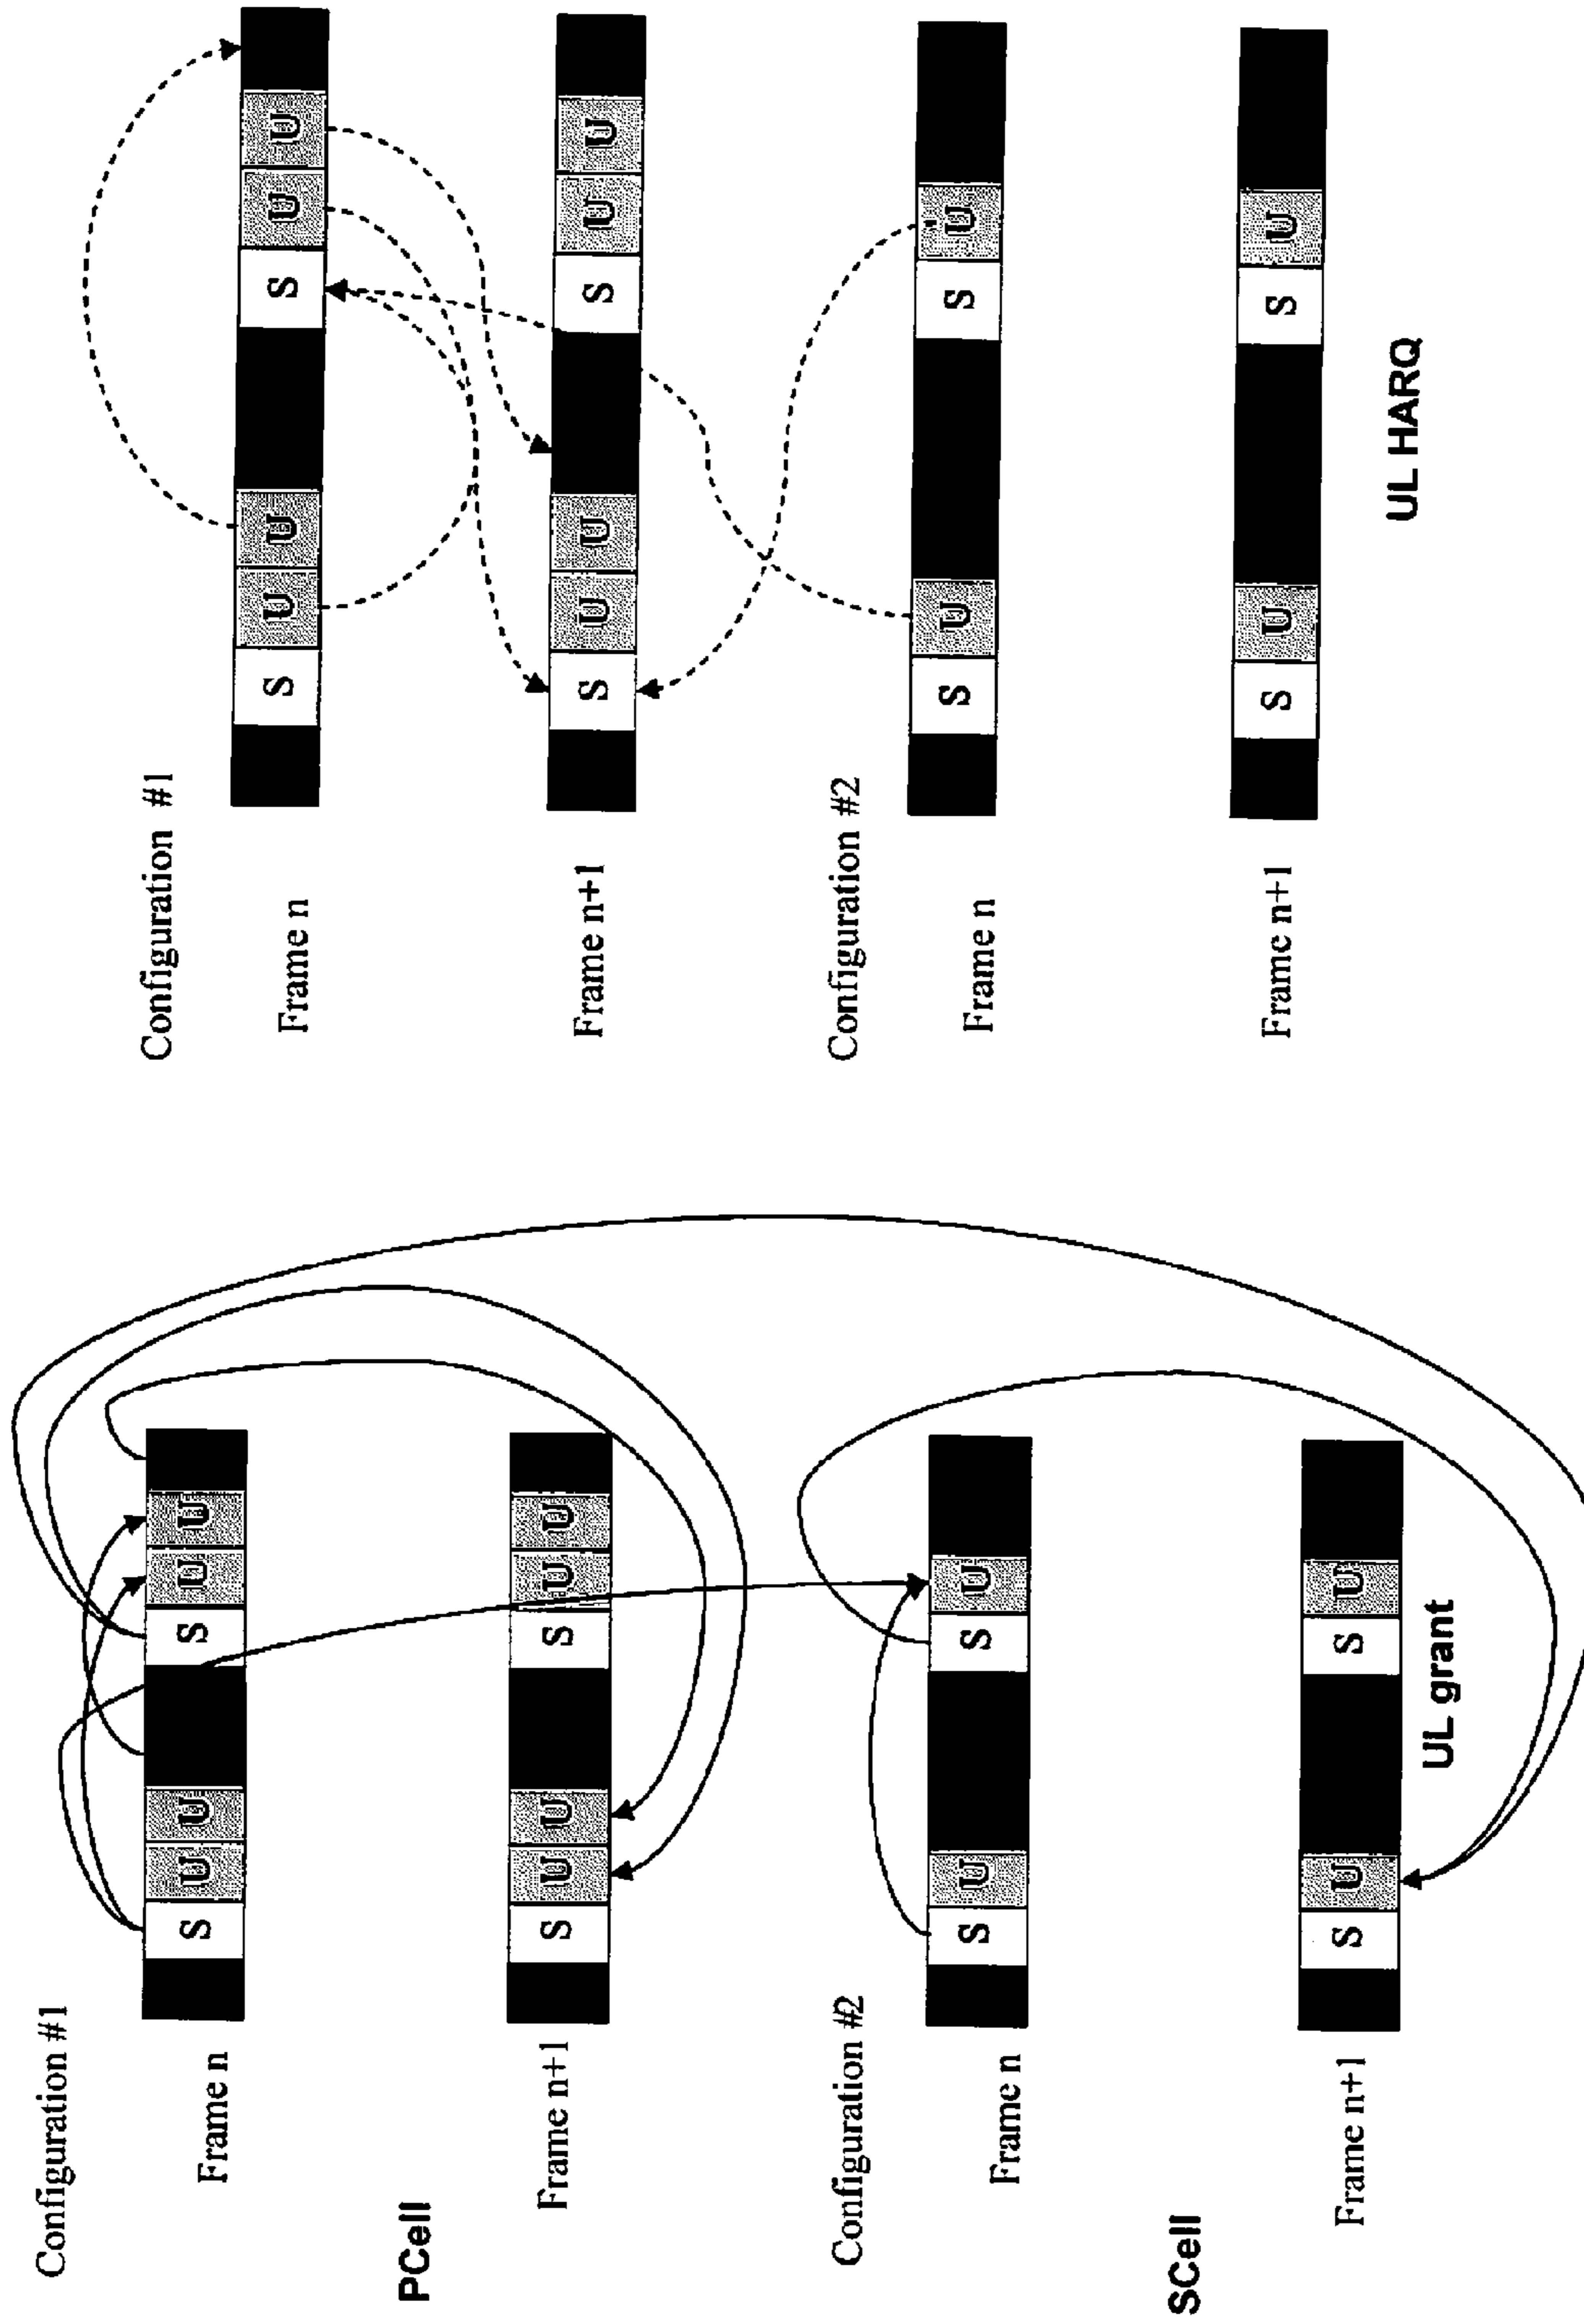 Configuration #1
Frame n S U U S U U
PCell
Frame n+1 S U U S U U
Configuration #2
Frame n S U S U
SCell
Frame n+1 S U S U
UL grant
Configuration #1
Frame n S U U S U U
Frame n+1 S U U S U U
Configuration #2
Frame n S U S U
Frame n+1 S U S U
UL HARQ